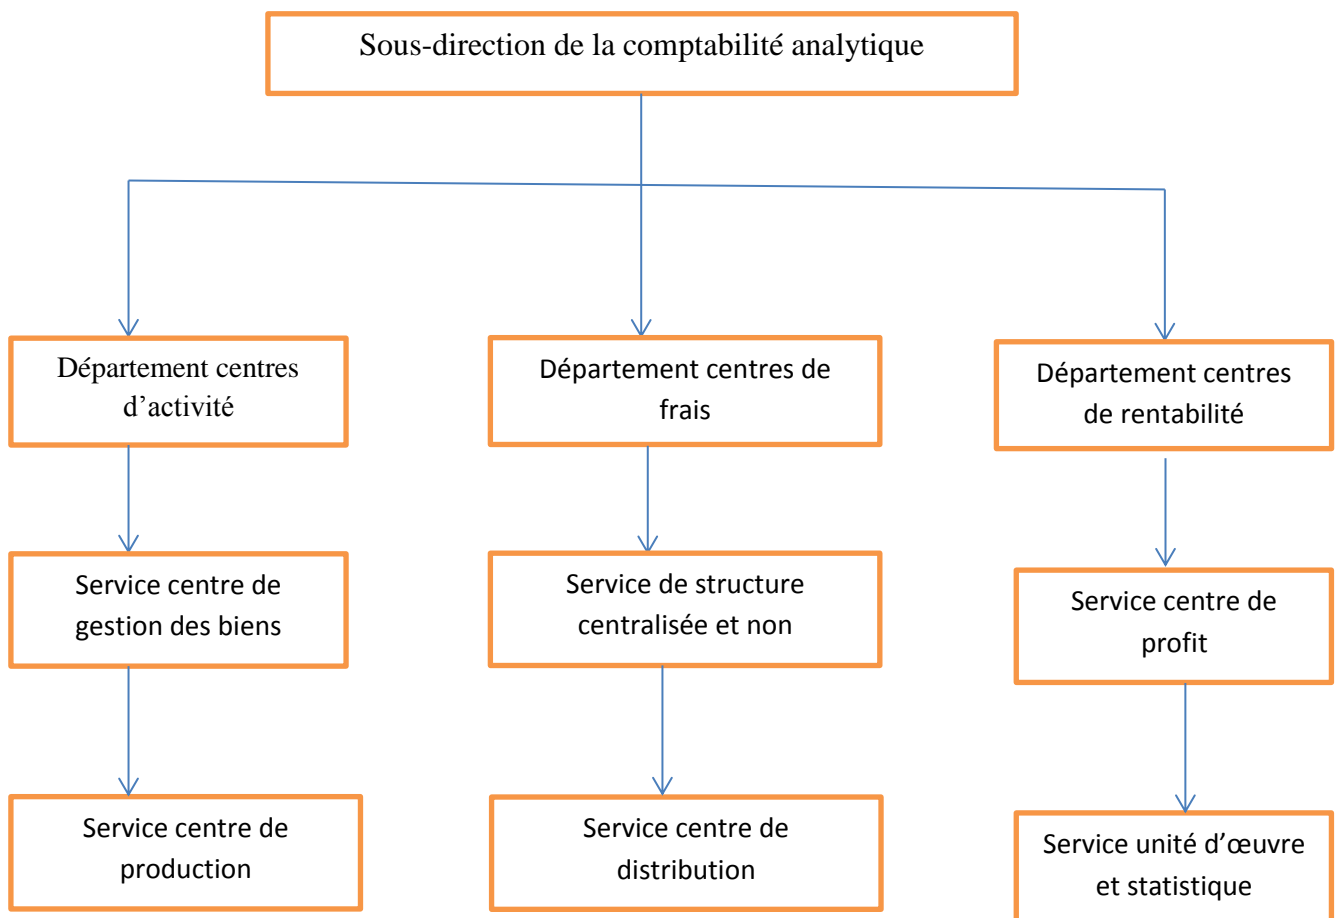 Sous-direction de la comptabilité analytique
Département centres
d’activité
Département centres de
frais
Département centres
de rentabilité
Service centre de
gestion des biens
Service de structure
centralisée et non
Service centre de
profit
Service centre de
production
Service centre de
distribution
Service unité d’œuvre
et statistique